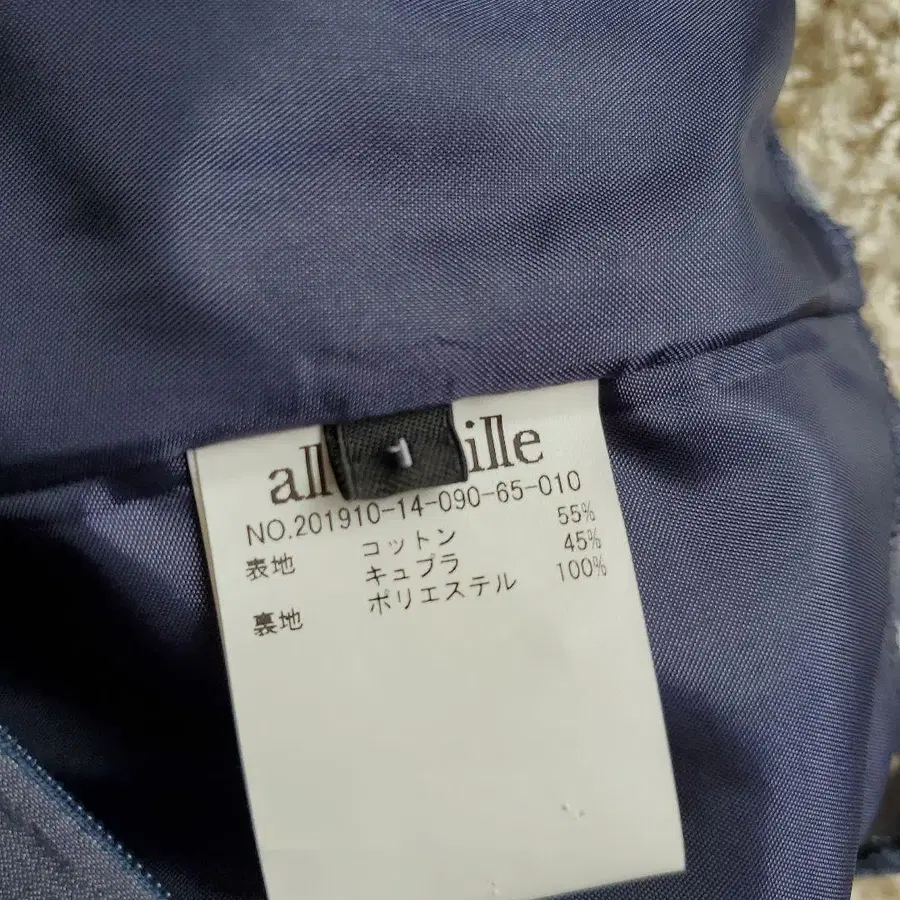 1
all ille
NO.201910-14-090-65-010
表地 コットン 55%
キュプラ 45%
裏地 ポリエステル 100%